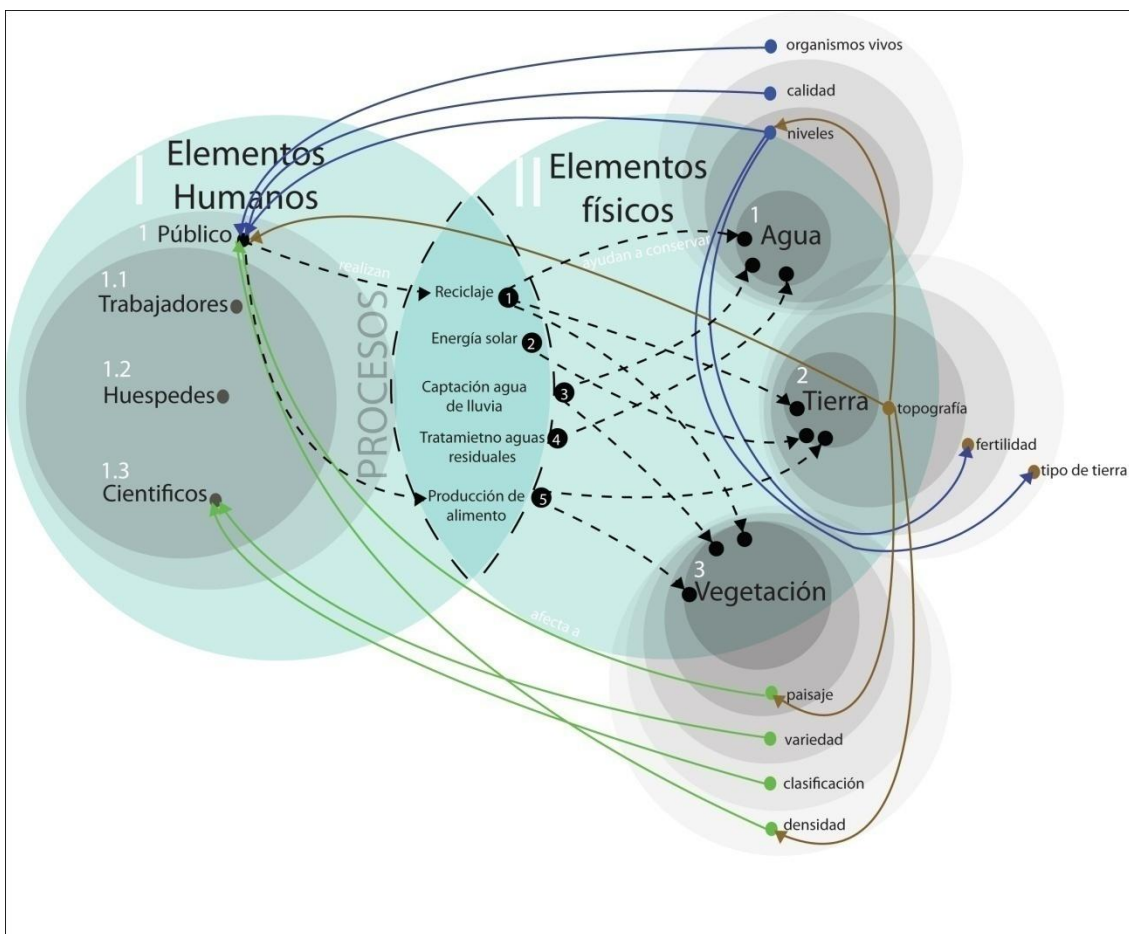 organismos vivos
calidad
niveles
I
Elementos
Humanos
II
Elementos
físicos
1 Público
1.1
Trabajadores
1.2
Huespedes
1.3
Cientificos
realizan
PROCESOS
ayudan a conservar
Reciclaje 1
Energía solar 2
Captación agua
de lluvia 3
Tratamietno aguas
residuales 4
Producción de
alimento 5
1
Agua
2
Tierra
topografía
fertilidad
tipo de tierra
3
Vegetación
afecta a
paisaje
variedad
clasificación
densidad